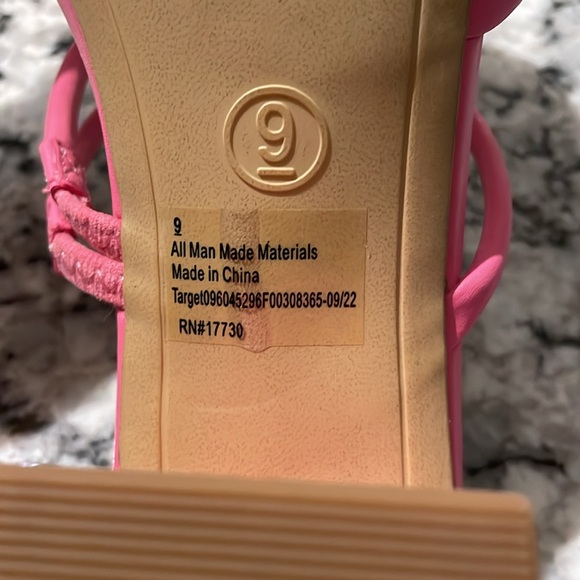 9
9
All Man Made Materials
Made in China
Target096045296F00308365-09/22
RN#17730